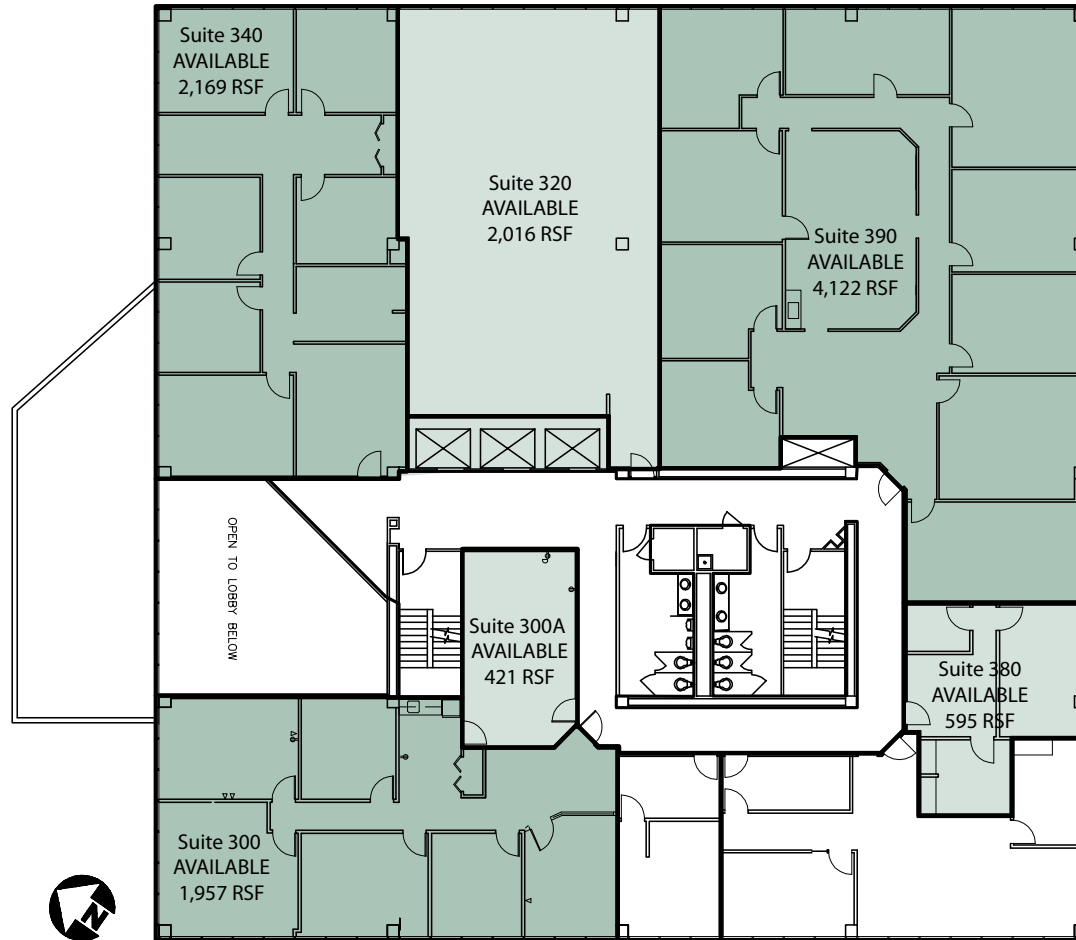 Suite 340
AVAILABLE
2,169 RSF
Suite 320
AVAILABLE
2,016 RSF
Suite 390
AVAILABLE
4,122 RSF
OPEN TO LOBBY BELOW
Suite 300A
AVAILABLE
421 RSF
Suite 380
AVAILABLE
595 RSF
Suite 300
AVAILABLE
1,957 RSF
N